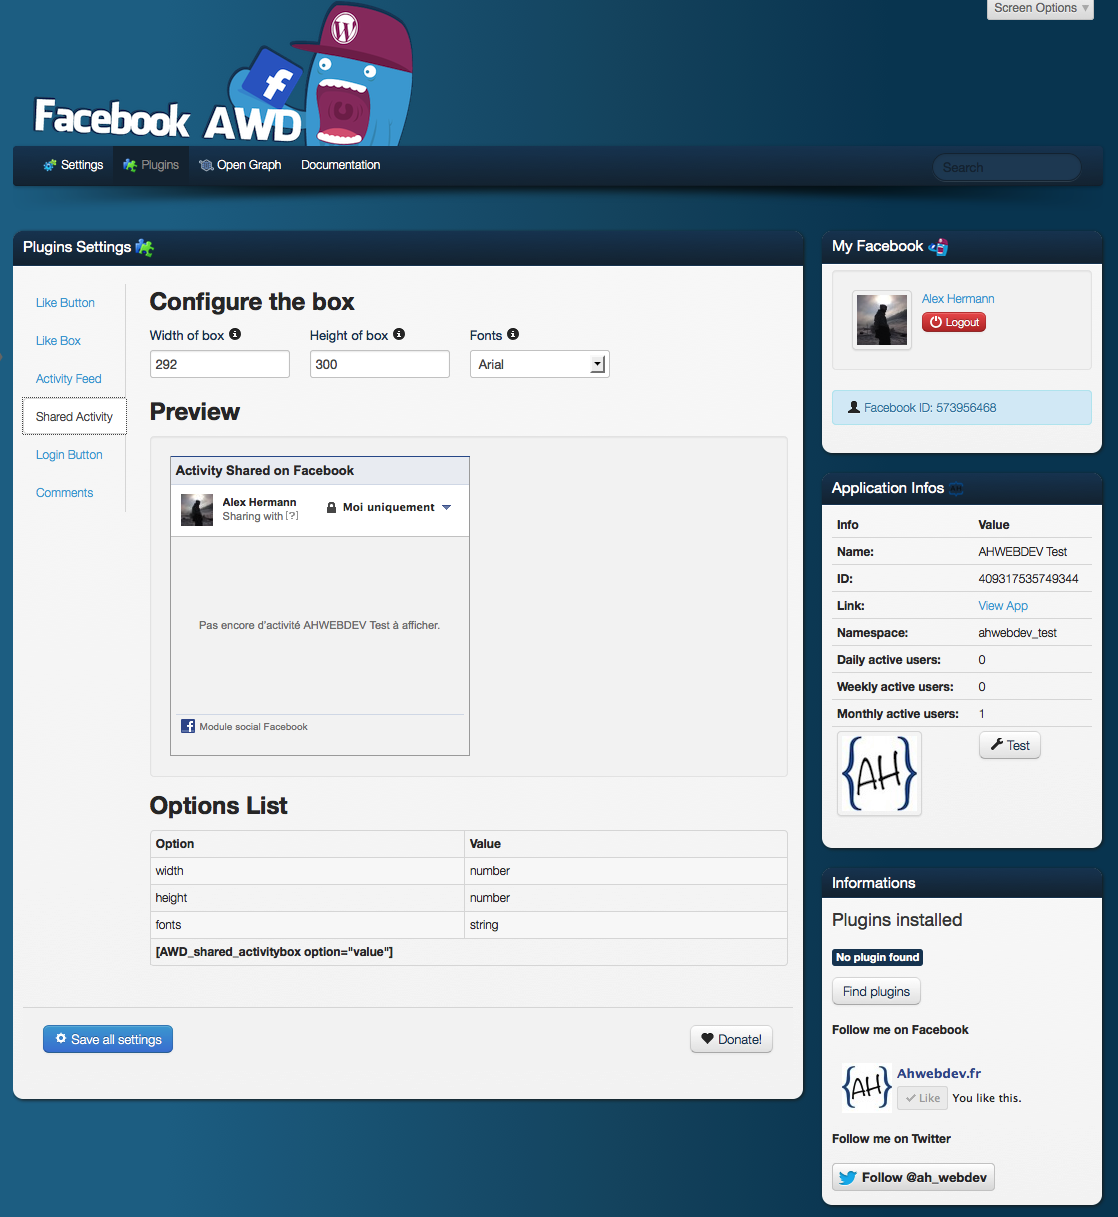 Screen Options
Facebook AWD
Settings Plugins Open Graph Documentation Search
Plugins Settings
Like Button
Like Box
Activity Feed
Shared Activity
Login Button
Comments
Configure the box
Width of box Height of box Fonts
292 300 Arial
Preview
Activity Shared on Facebook
Alex Hermann
Sharing with [?]
Moi uniquement
Pas encore d'activité AHWEBDEV Test à afficher.
Module social Facebook
Options List
Option Value
width number
height number
fonts string
[AWD_shared_activitybox option="value"]
Save all settings Donate!
My Facebook
Alex Hermann
Logout
Facebook ID: 573956468
Application Infos
Info Value
Name: AHWEBDEV Test
ID: 409317535749344
Link: View App
Namespace: ahwebdev_test
Daily active users: 0
Weekly active users: 0
Monthly active users: 1
{AH} Test
Informations
Plugins installed
No plugin found
Find plugins
Follow me on Facebook
{AH}
Ahwebdev.fr
Like You like this.
Follow me on Twitter
Follow @ah_webdev